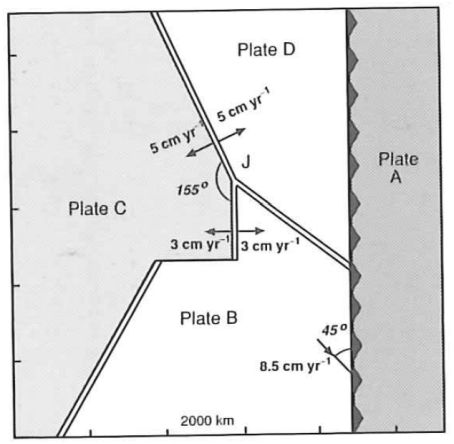 Plate D
5 cm yr⁻¹
5 cm yr⁻¹
J
Plate
A
155°
Plate C
3 cm yr⁻¹
3 cm yr⁻¹
Plate B
45°
8.5 cm yr⁻¹
2000 km